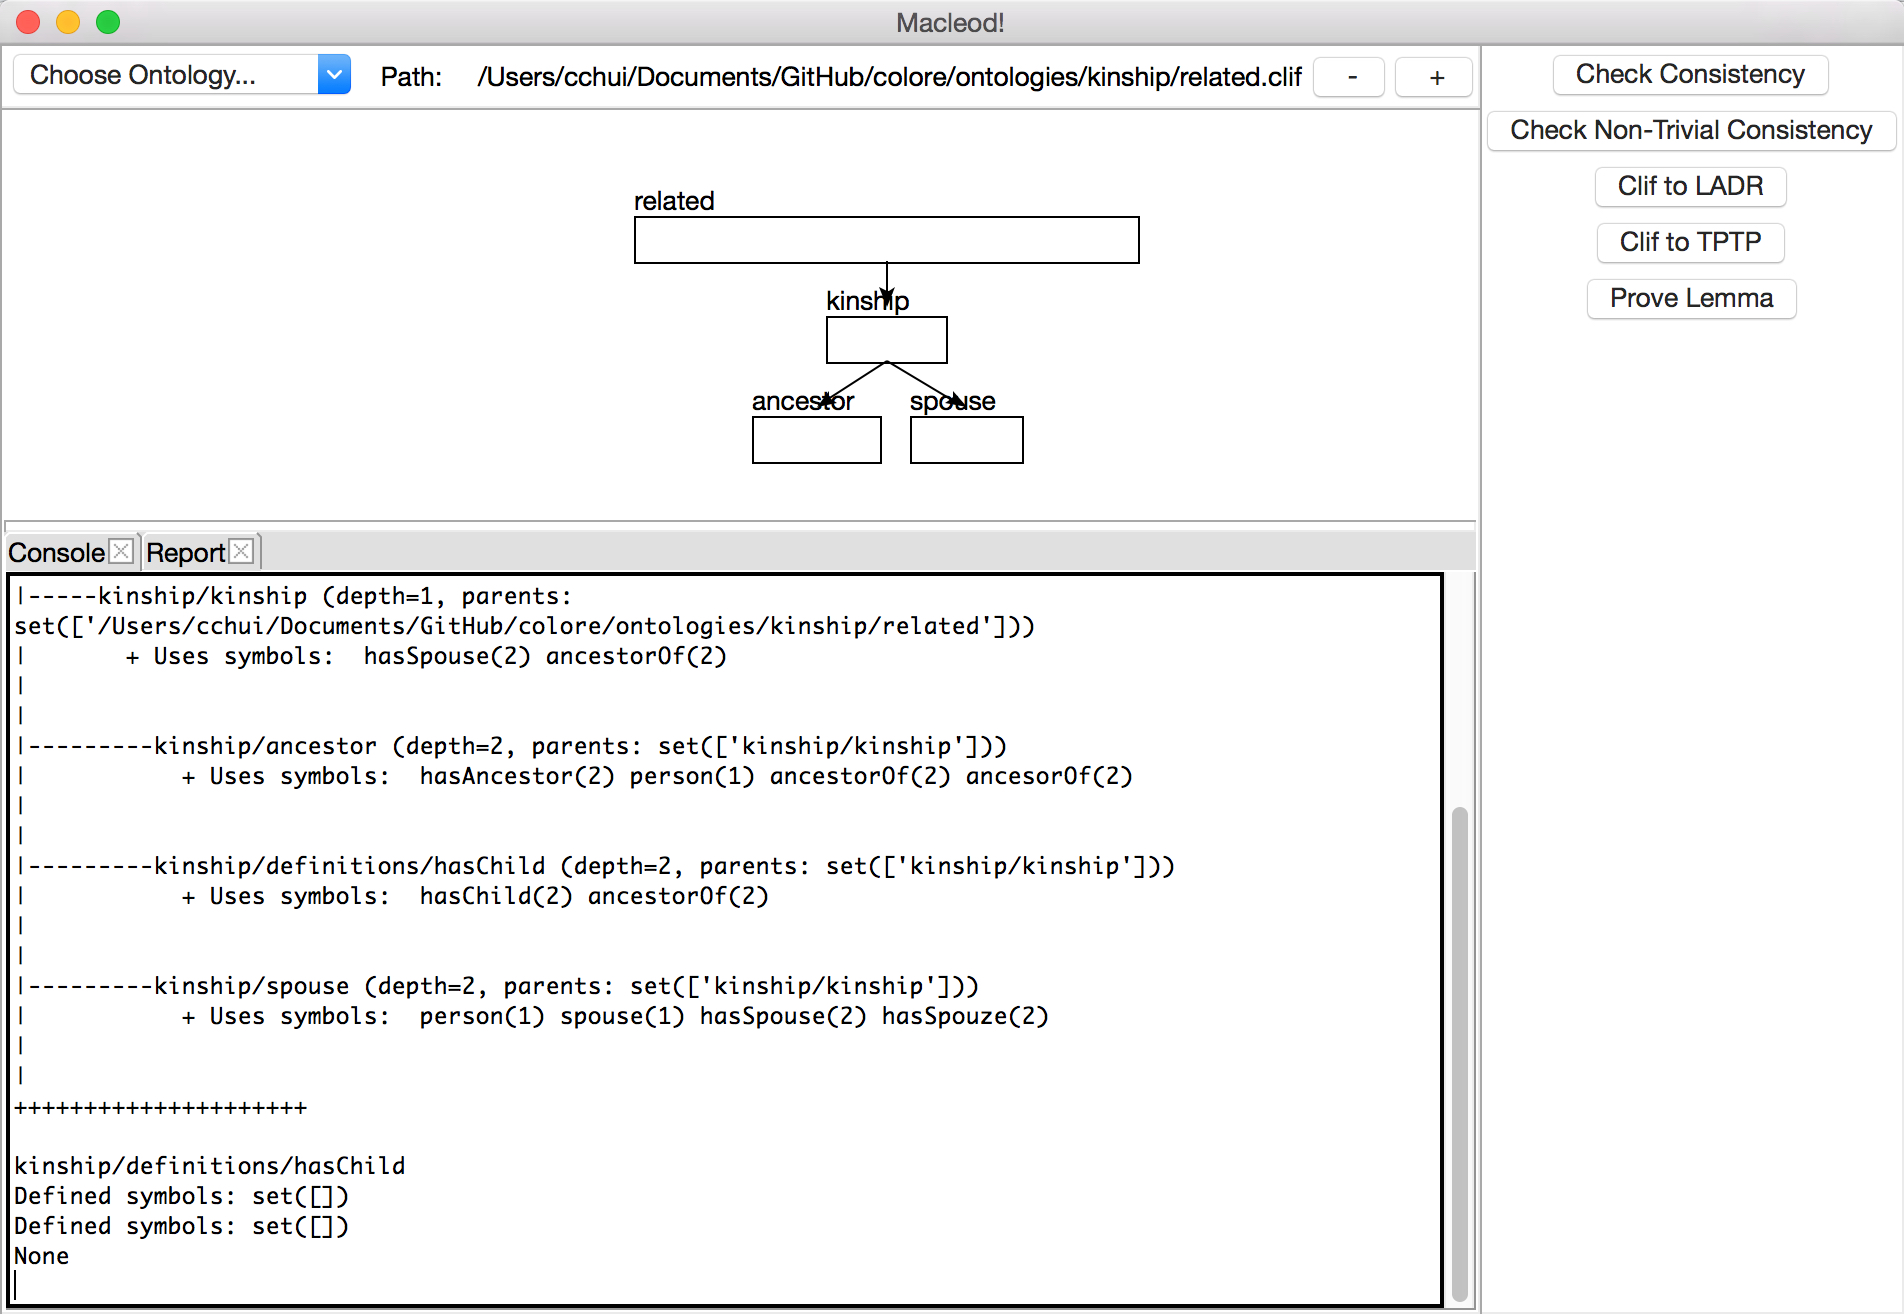 Macleod!
Choose Ontology... Path: /Users/cchui/Documents/GitHub/colore/ontologies/kinship/related.clif - +
Check Consistency
Check Non-Trivial Consistency
Clif to LADR
Clif to TPTP
Prove Lemma
related
kinship
ancestor spouse
Console Report
|-----kinship/kinship (depth=1, parents:
set(['/Users/cchui/Documents/GitHub/colore/ontologies/kinship/related']))
| + Uses symbols: hasSpouse(2) ancestorOf(2)
|
|
|---------kinship/ancestor (depth=2, parents: set(['kinship/kinship']))
| + Uses symbols: hasAncestor(2) person(1) ancestorOf(2) ancesorOf(2)
|
|
|---------kinship/definitions/hasChild (depth=2, parents: set(['kinship/kinship']))
| + Uses symbols: hasChild(2) ancestorOf(2)
|
|
|---------kinship/spouse (depth=2, parents: set(['kinship/kinship']))
| + Uses symbols: person(1) spouse(1) hasSpouse(2) hasSpouze(2)
|
|
+++++++++++++++++++++
kinship/definitions/hasChild
Defined symbols: set([])
Defined symbols: set([])
None